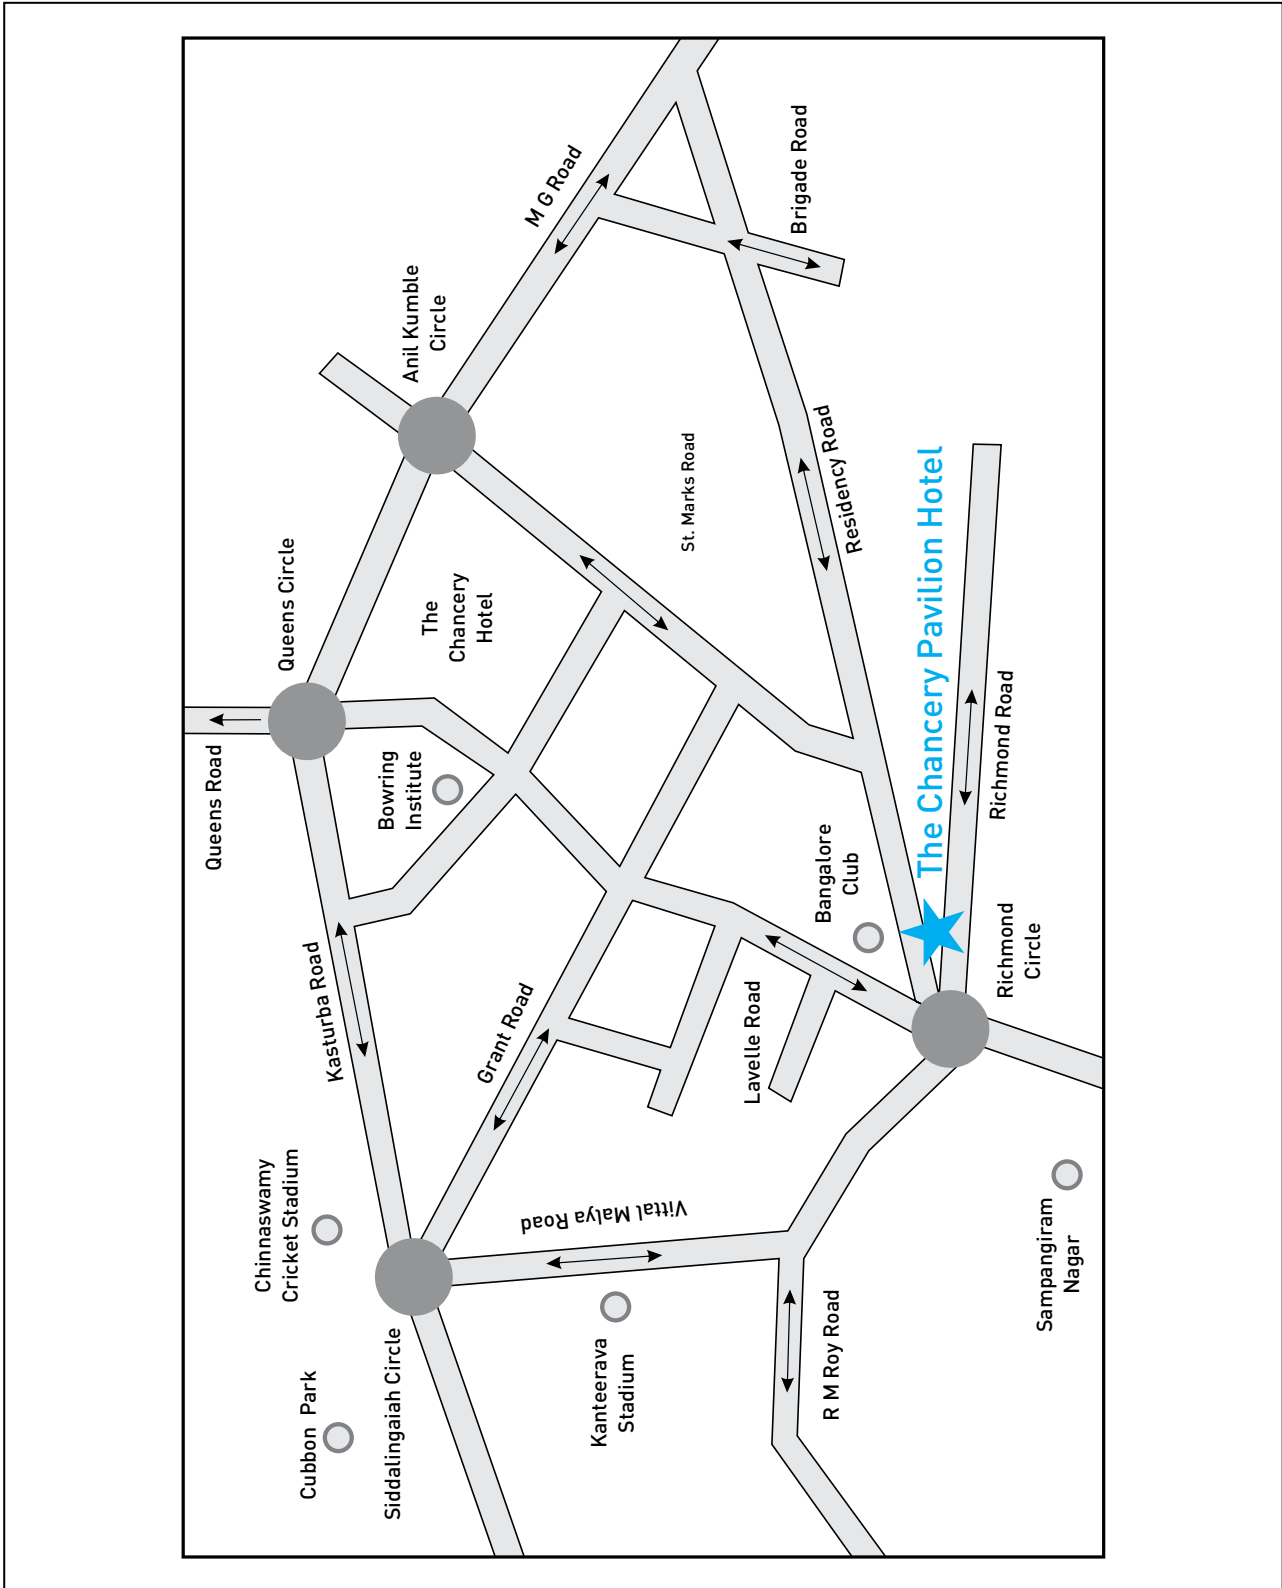 Cubbon Park
Chinnaswamy
Cricket Stadium
Siddalingaiah Circle
Kasturba Road
Queens Road
Queens Circle
Bowring
Institute
The
Chancery
Hotel
Anil Kumble
Circle
M G Road
Brigade Road
St. Marks Road
Residency Road
Grant Road
Vittal Malya Road
Kanteerava
Stadium
Lavelle Road
Bangalore
Club
The Chancery Pavilion Hotel
Richmond Road
Richmond
Circle
R M Roy Road
Sampangiram
Nagar